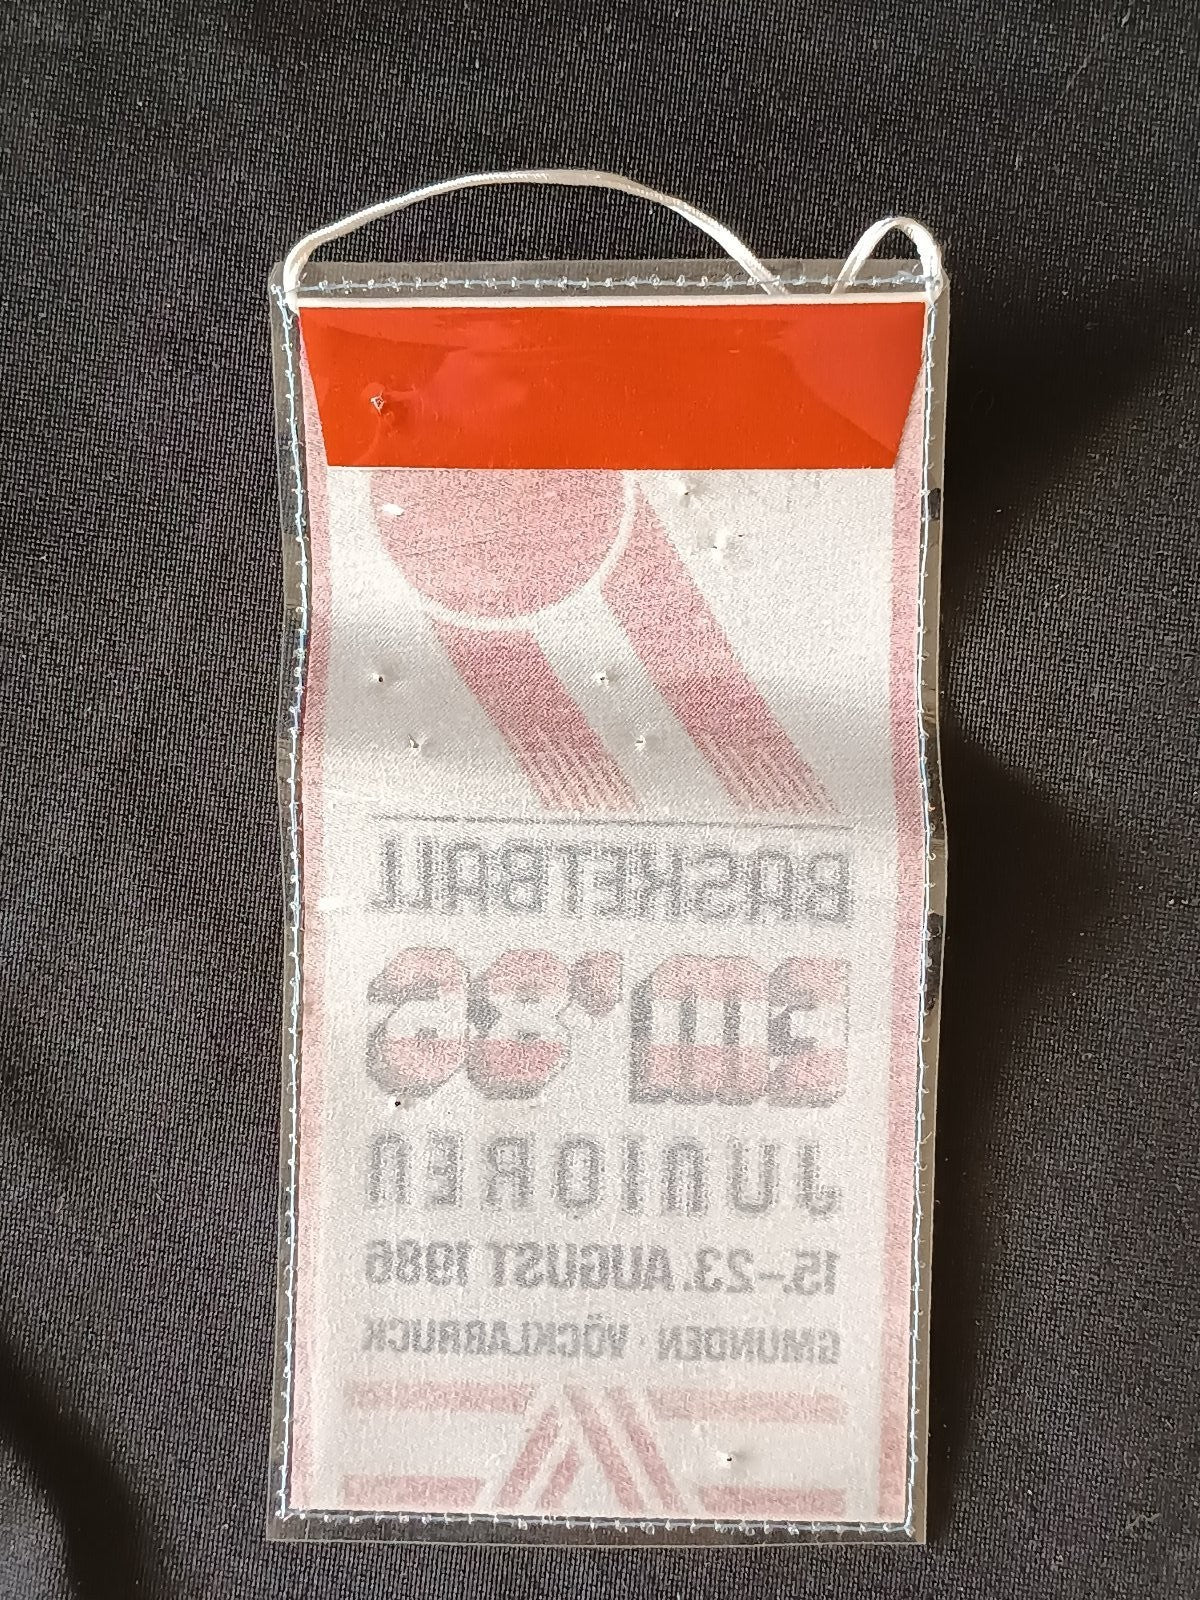 BASKETBALL
EM '86
JUNIOREN
15.–23. AUGUST 1986
GMUNDEN · VÖCKLABRUCK